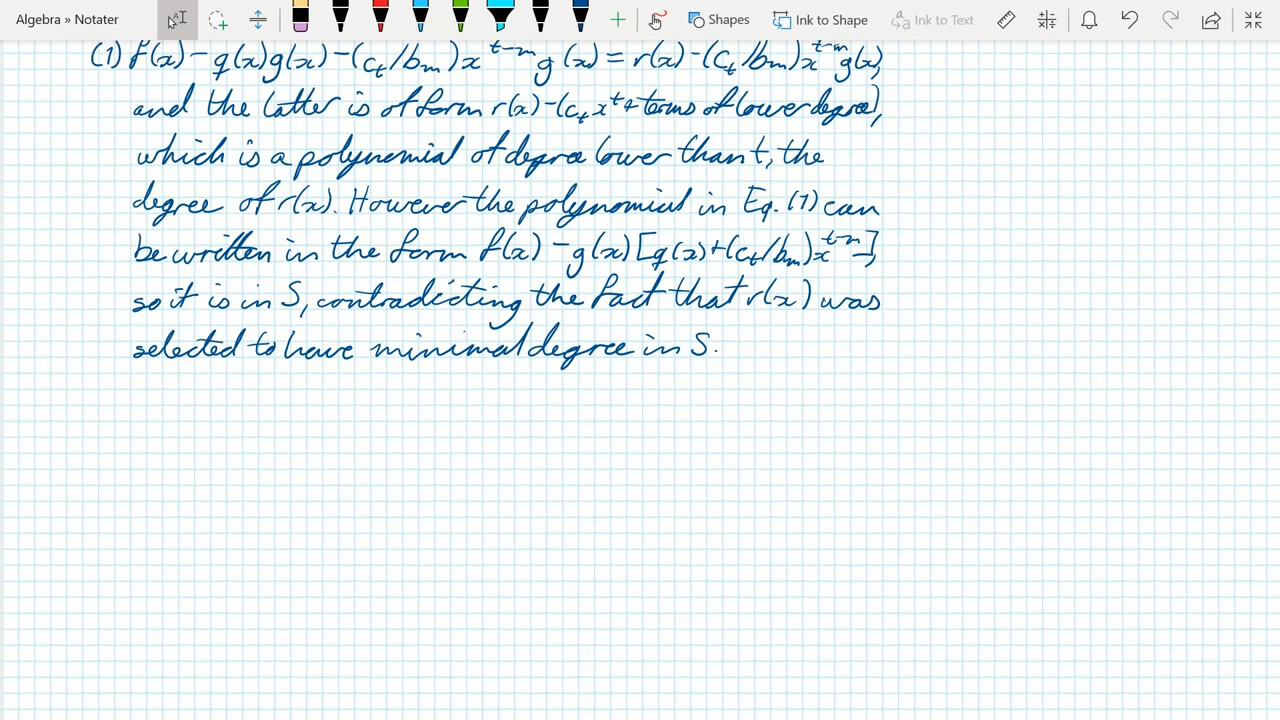 Algebra » Notater
Shapes
Ink to Shape
Ink to Text
(1) f(x) - q(x)g(x) - (c_t/b_m)x^{t-m} g(x) = r(x) - (c_t/b_m)x^{t-m}g(x),
and the latter is of form r(x) - (c_t x^t + terms of lower degree),
which is a polynomial of degree lower than t, the
degree of r(x). However the polynomial in Eq. (1) can
be written in the form f(x) - g(x)[q(x)+(c_t/b_m)x^{t-m}],
so it is in S, contradicting the fact that r(x) was
selected to have minimal degree in S.